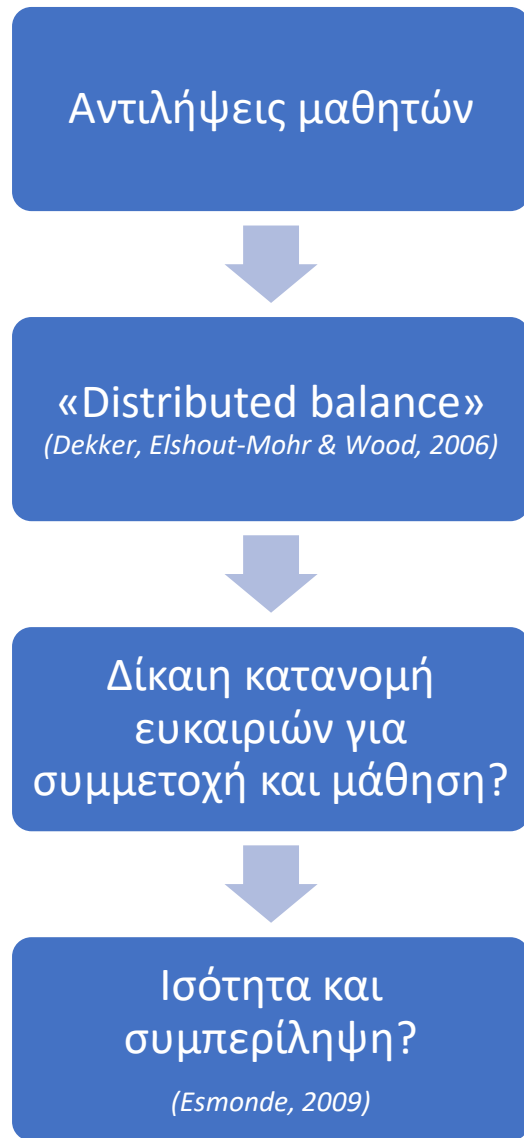 Αντιλήψεις μαθητών
«Distributed balance»
(Dekker, Elshout-Mohr & Wood, 2006)
Δίκαιη κατανομή
ευκαιριών για
συμμετοχή και μάθηση?
Ισότητα και
συμπερίληψη?
(Esmonde, 2009)